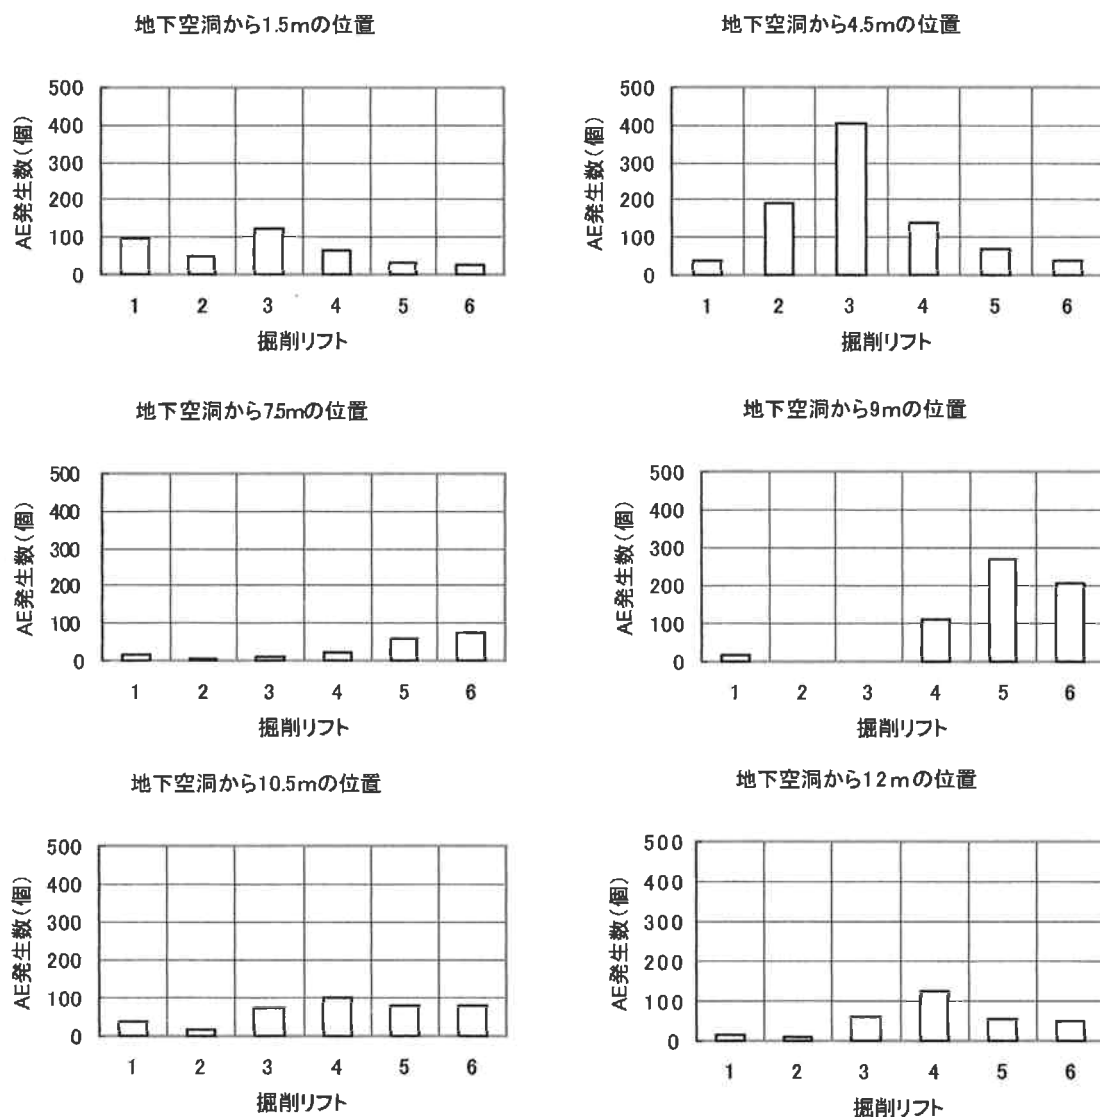 地下空洞から1.5mの位置
AE発生数(個)
500
400
300
200
100
0
1 2 3 4 5 6
掘削リフト
地下空洞から4.5mの位置
AE発生数(個)
500
400
300
200
100
0
1 2 3 4 5 6
掘削リフト
地下空洞から7.5mの位置
AE発生数(個)
500
400
300
200
100
0
1 2 3 4 5 6
掘削リフト
地下空洞から9mの位置
AE発生数(個)
500
400
300
200
100
0
1 2 3 4 5 6
掘削リフト
地下空洞から10.5mの位置
AE発生数(個)
500
400
300
200
100
0
1 2 3 4 5 6
掘削リフト
地下空洞から12mの位置
AE発生数(個)
500
400
300
200
100
0
1 2 3 4 5 6
掘削リフト